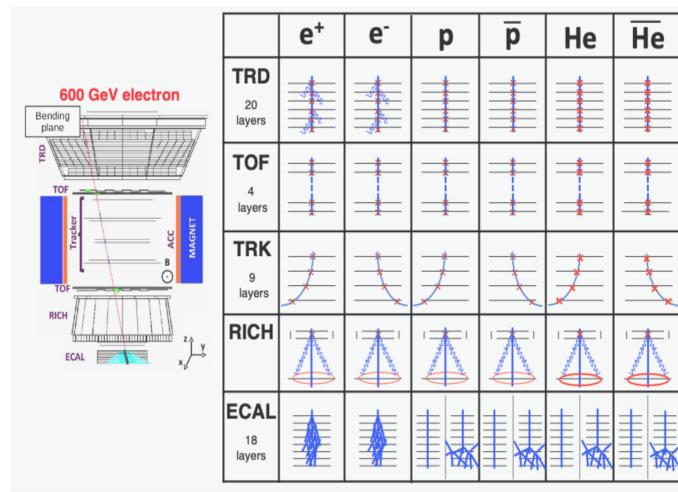 600 GeV electron
Bending
plane
TRD
TOF
Tracker
ACC
MAGNET
B
TOF
RICH
ECAL
z
y
x
e+ e- p p̅ He H̅e̅
TRD
20
layers
TOF
4
layers
TRK
9
layers
RICH
ECAL
18
layers